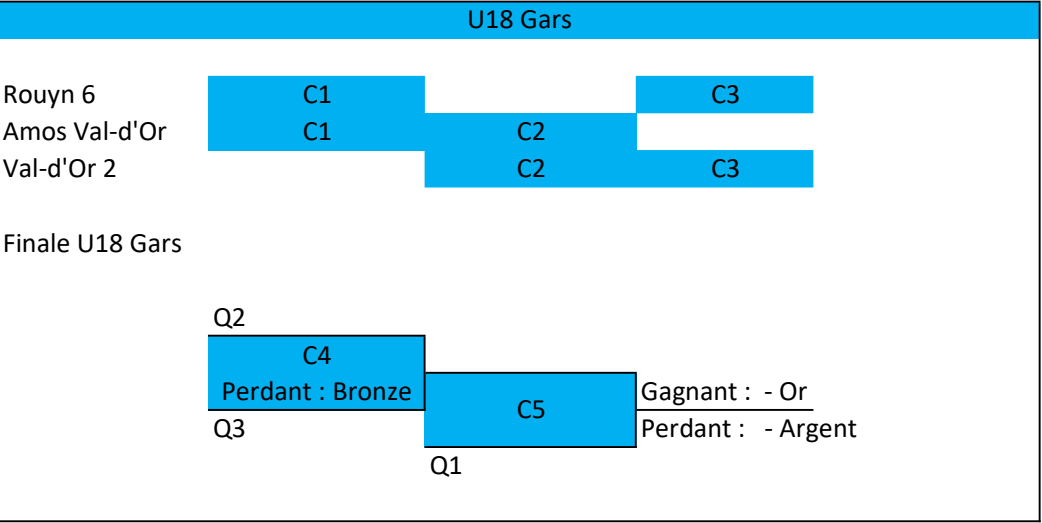 U18 Gars
Rouyn 6 C1 C3
Amos Val-d'Or C1 C2
Val-d'Or 2 C2 C3
Finale U18 Gars
Q2
C4
Perdant : Bronze
Q3
C5
Gagnant : - Or
Perdant : - Argent
Q1